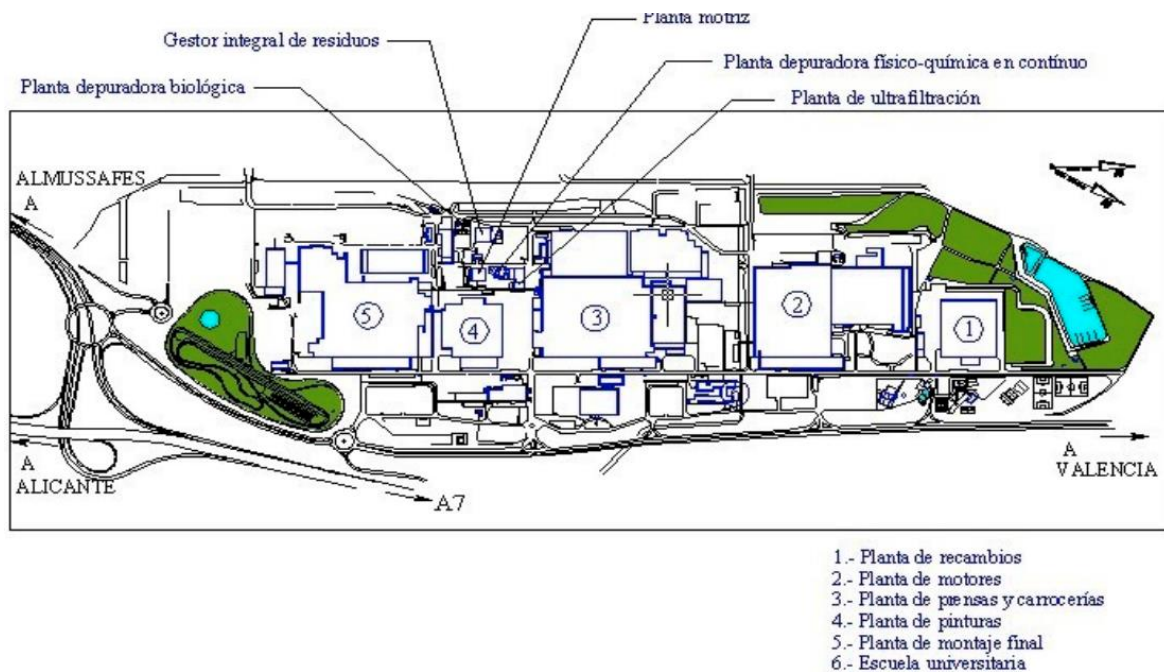 Planta motriz
Gestor integral de residuos
Planta depuradora físico-química en contínuo
Planta depuradora biológica
Planta de ultrafiltración
ALMUSSAFES
A
5
4
3
2
1
A
ALICANTE
A7
A
VALENCIA
1.- Planta de recambios
2.- Planta de motores
3.- Planta de prensas y carrocerías
4.- Planta de pinturas
5.- Planta de montaje final
6.- Escuela universitaria